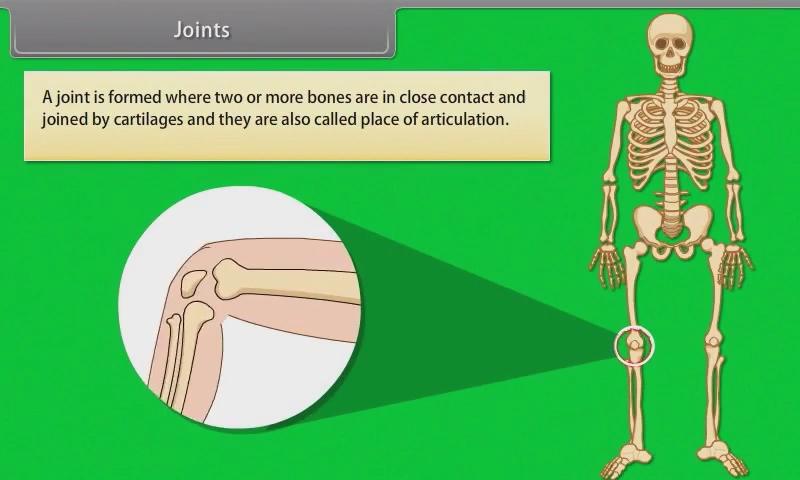 Joints
A joint is formed where two or more bones are in close contact and
joined by cartilages and they are also called place of articulation.